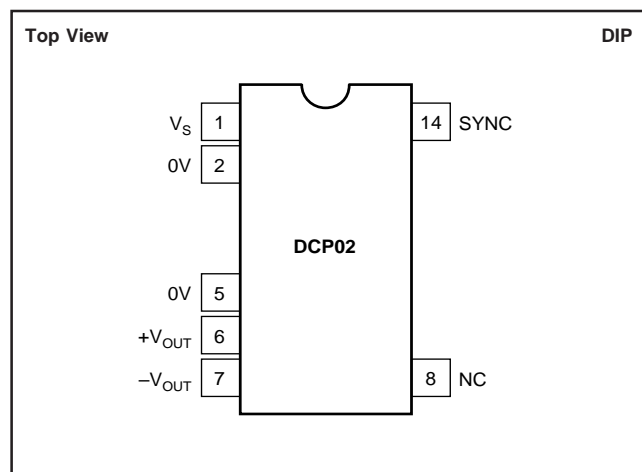 Top View DIP
V_S 1 14 SYNC
0V 2
DCP02
0V 5
+V_OUT 6
–V_OUT 7 8 NC